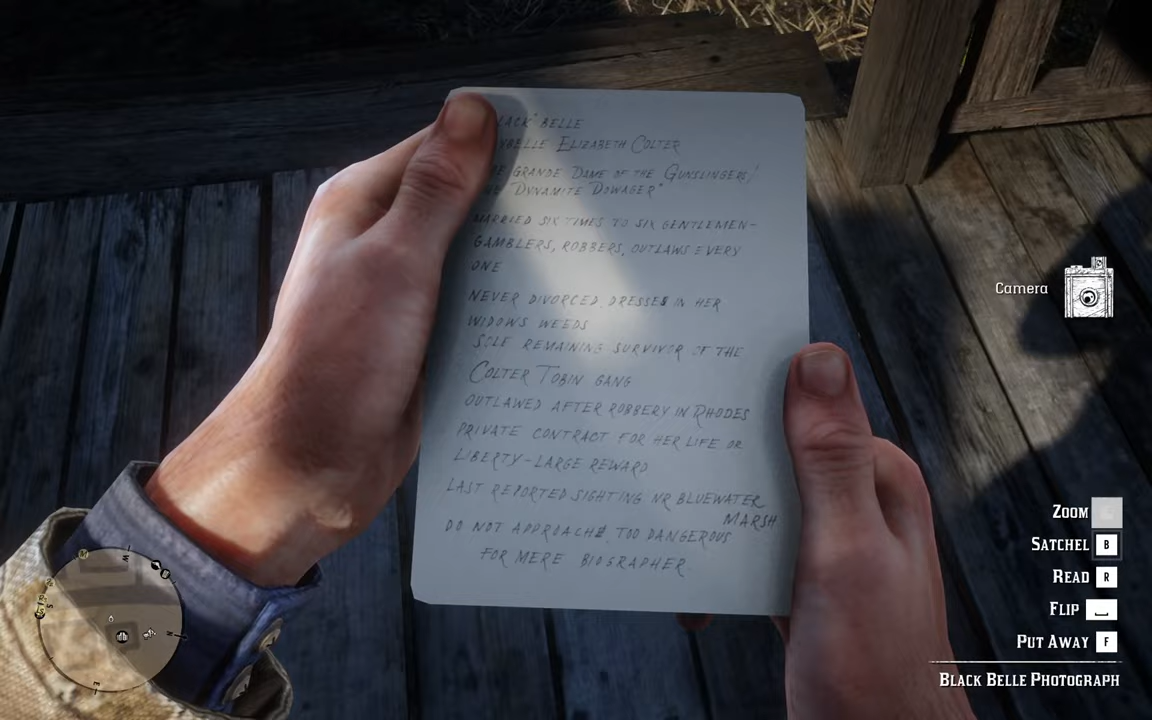 LACK" BELLE
YBELLE ELIZABETH COLTER
E GRANDE DAME OF THE GUNSLINGERS/
E DYNAMITE DOWAGER"
MARRIED SIX TIMES TO SIX GENTLEMEN-
GAMBLERS, ROBBERS, OUTLAWS EVERY
ONE
NEVER DIVORCED. DRESSES IN HER
WIDOWS WEEDS
SOLE REMAINING SURVIVOR OF THE
COLTER TOBIN GANG
OUTLAWED AFTER ROBBERY IN RHODES
PRIVATE CONTRACT FOR HER LIFE OR
LIBERTY-LARGE REWARD
LAST REPORTED SIGHTING NR BLUEWATER
MARSH
DO NOT APPROACH. TOO DANGEROUS
FOR MERE BIOGRAPHER
Camera
ZOOM
SATCHEL B
READ R
FLIP
PUT AWAY F
BLACK BELLE PHOTOGRAPH